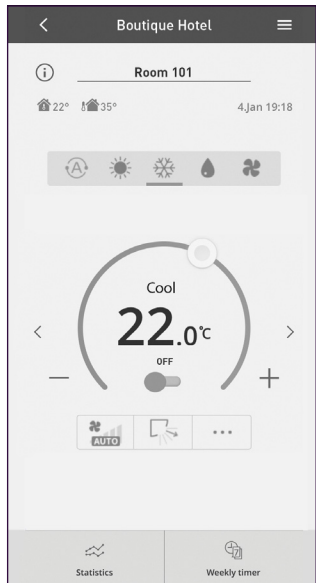 Boutique Hotel
Room 101
22° 35° 4.Jan 19:18
A
Cool
22.0°C
OFF
AUTO
...
Statistics Weekly timer